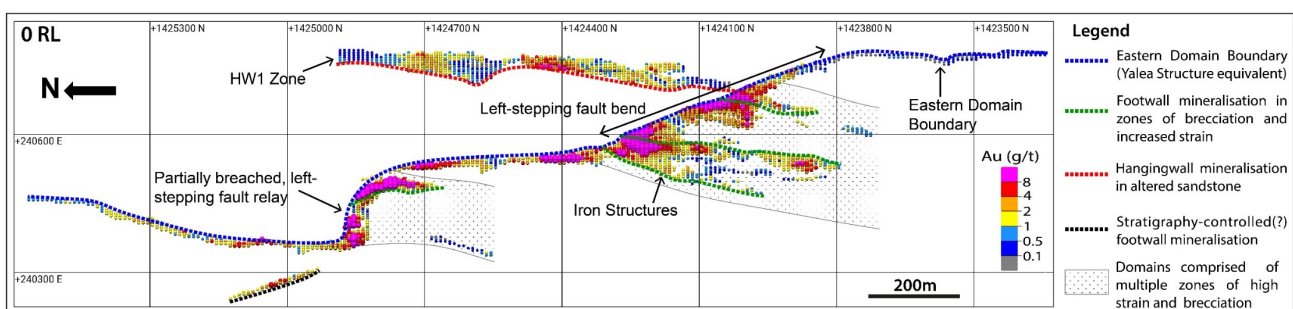 0 RL
+1425300 N
+1425000 N
+1424700 N
+1424400 N
+1424100 N
+1423800 N
+1423500 N
HW1 Zone
N
Left-stepping fault bend
Eastern Domain
Boundary
+240600 E
Partially breached, left-
stepping fault relay
Iron Structures
Au (g/t)
8
4
2
1
0.5
0.1
+240300 E
200m
Legend
Eastern Domain Boundary
(Yalea Structure equivalent)
Footwall mineralisation in
zones of brecciation and
increased strain
Hangingwall mineralisation
in altered sandstone
Stratigraphy-controlled(?)
footwall mineralisation
Domains comprised of
multiple zones of high
strain and brecciation